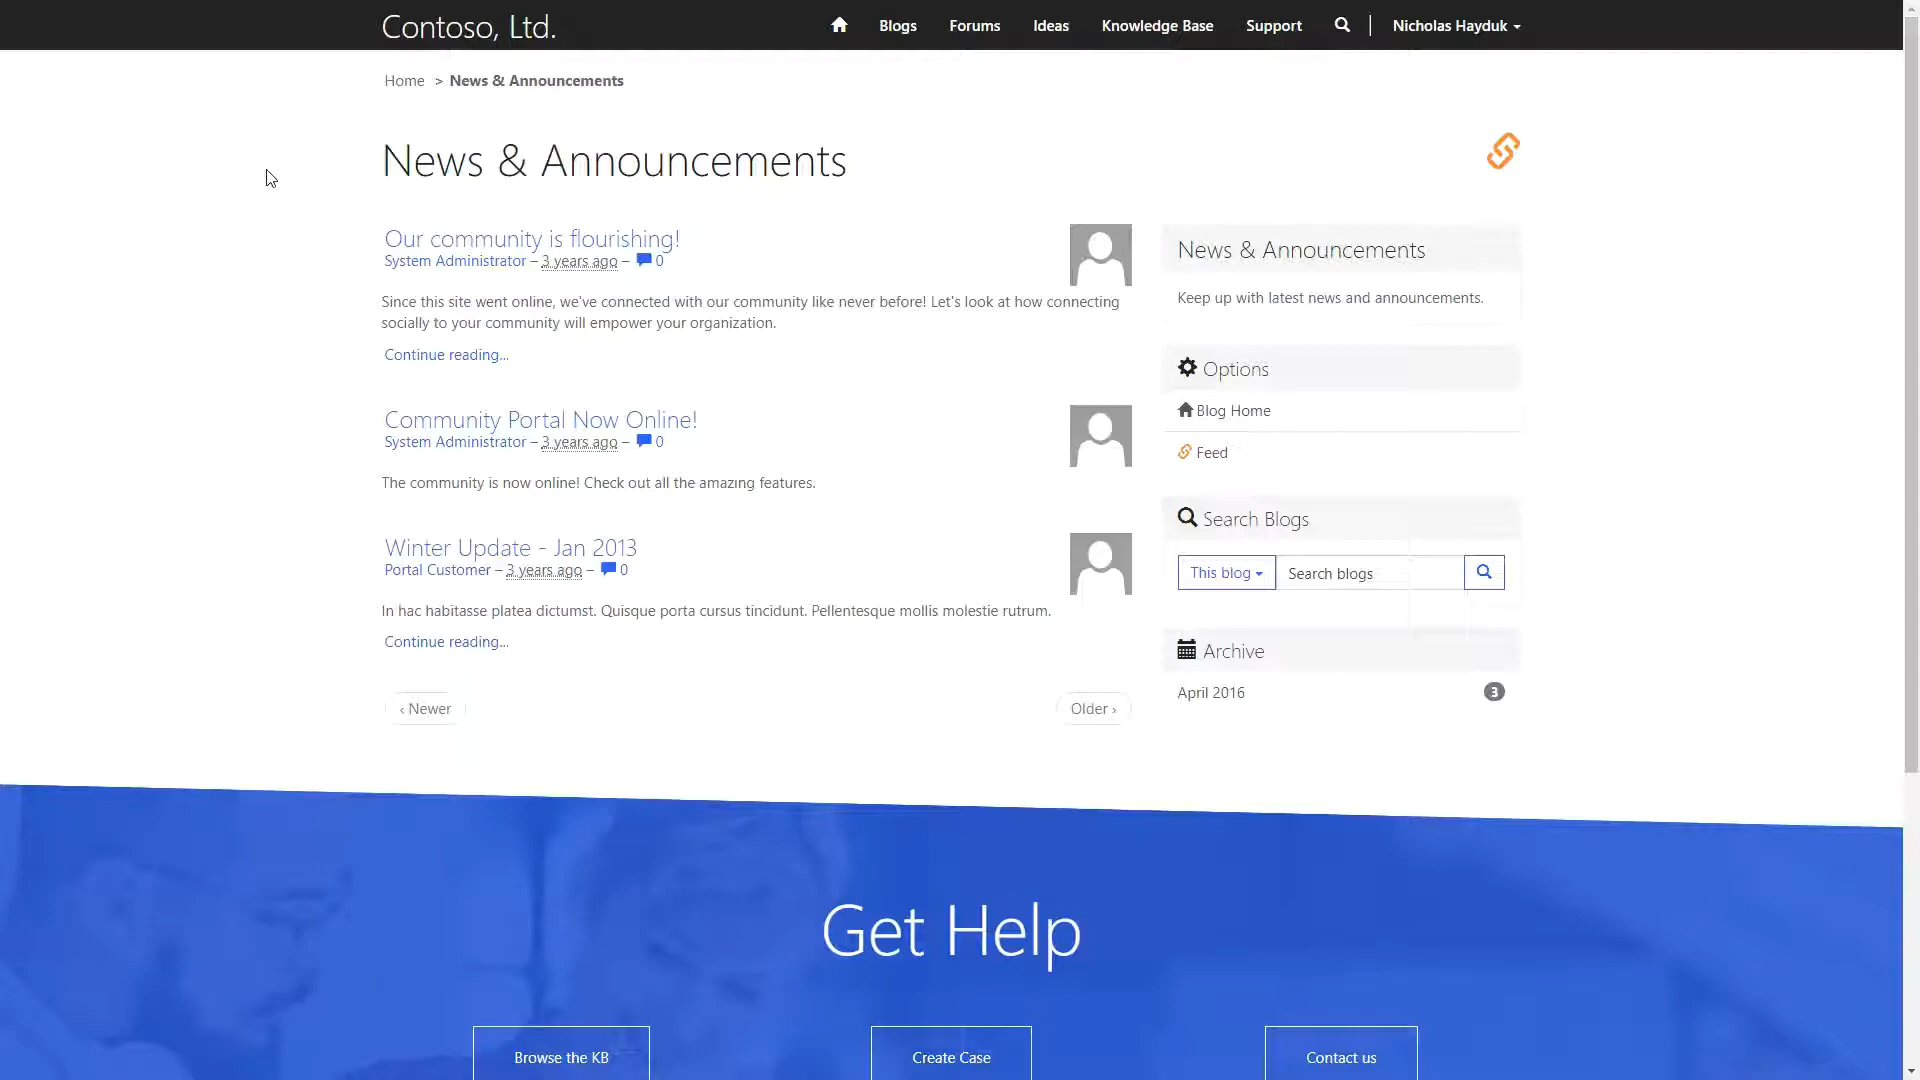 Contoso, Ltd.
Blogs
Forums
Ideas
Knowledge Base
Support
Nicholas Hayduk
Home > News & Announcements
News & Announcements
Our community is flourishing!
System Administrator – 3 years ago – 0
Since this site went online, we've connected with our community like never before! Let's look at how connecting
socially to your community will empower your organization.
Continue reading...
Community Portal Now Online!
System Administrator – 3 years ago – 0
The community is now online! Check out all the amazing features.
Winter Update - Jan 2013
Portal Customer – 3 years ago – 0
In hac habitasse platea dictumst. Quisque porta cursus tincidunt. Pellentesque mollis molestie rutrum.
Continue reading...
‹ Newer
Older ›
News & Announcements
Keep up with latest news and announcements.
Options
Blog Home
Feed
Search Blogs
This blog
Search blogs
Archive
April 2016
3
Get Help
Browse the KB
Create Case
Contact us